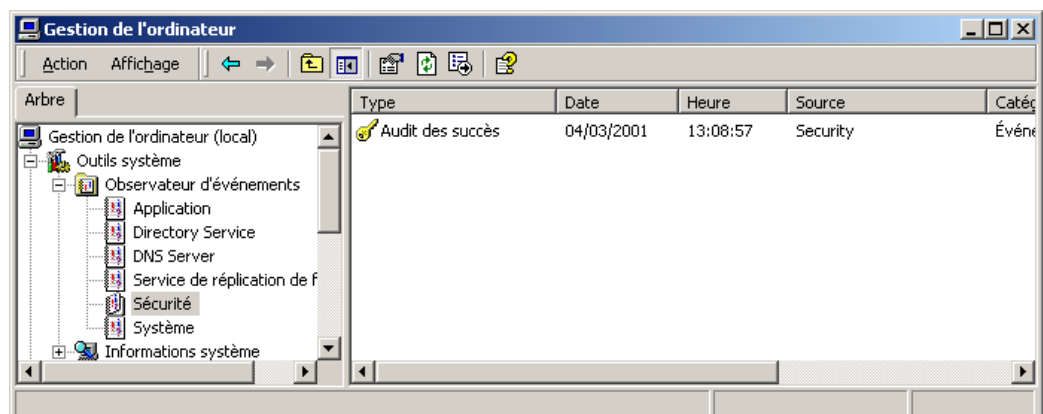 Gestion de l'ordinateur
Action Affichage
Arbre
Type Date Heure Source Catég
Gestion de l'ordinateur (local)
Audit des succès 04/03/2001 13:08:57 Security Événe
Outils système
Observateur d'événements
Application
Directory Service
DNS Server
Service de réplication de f
Sécurité
Système
Informations système